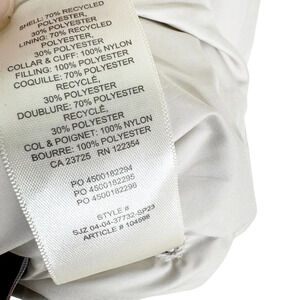 SHELL: 70% RECYCLED
POLYESTER,
30% POLYESTER
LINING: 70% RECYCLED
POLYESTER,
30% POLYESTER
COLLAR & CUFF: 100% NYLON
FILLING: 100% POLYESTER
COQUILLE: 70% POLYESTER
RECYCLÉ,
30% POLYESTER
DOUBLURE: 70% POLYESTER
RECYCLÉ,
30% POLYESTER
COL & POIGNET: 100% NYLON
BOURRE: 100% POLYESTER
CA 23725 RN 122354
PO 4500182294
PO 4500182295
PO 4500182296
STYLE #
SJZ 04-04-37732-SP23
ARTICLE # 104598